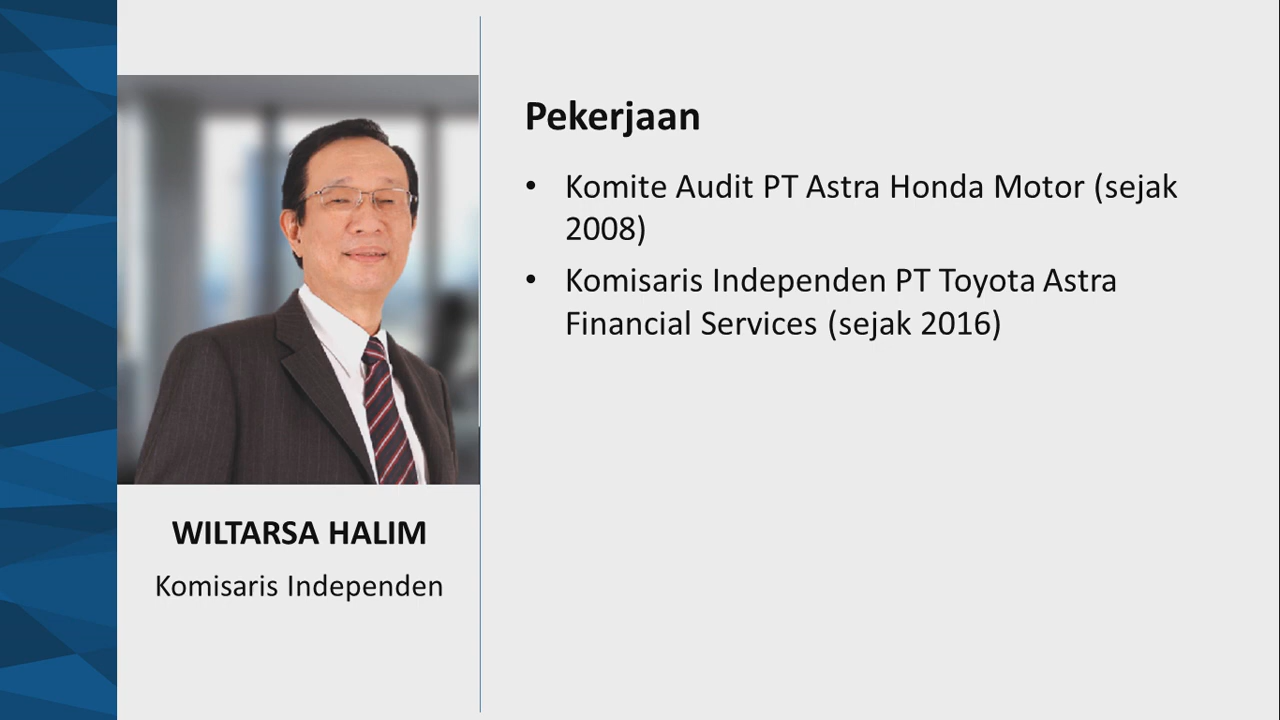 WILTARSA HALIM
Komisaris Independen
Pekerjaan
• Komite Audit PT Astra Honda Motor (sejak
2008)
• Komisaris Independen PT Toyota Astra
Financial Services (sejak 2016)